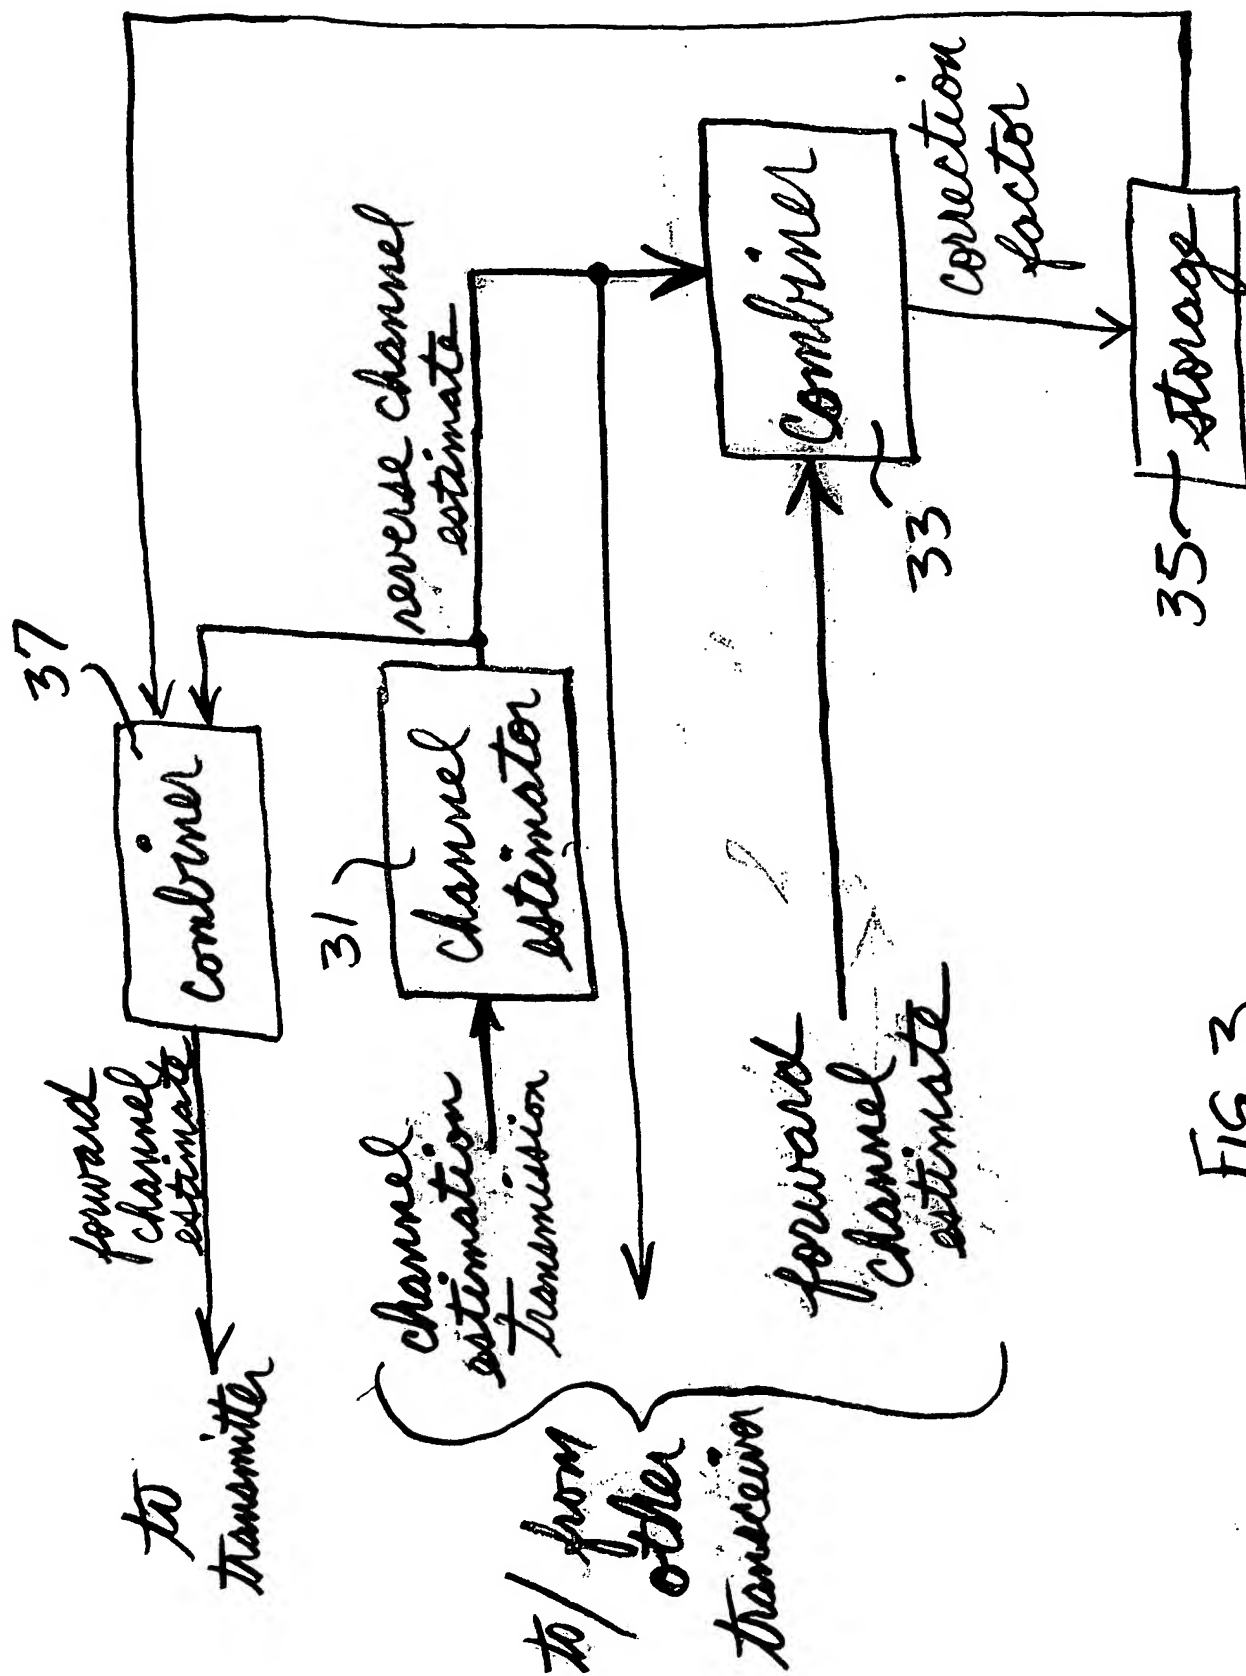 to
transmitter
forward
channel
estimate
combiner
37
to / from
other
transceiver
channel
estimation
transmission
31
channel
estimator
reverse channel
estimate
forward
channel
estimate
33
combiner
correction
factor
35
storage
FIG 3